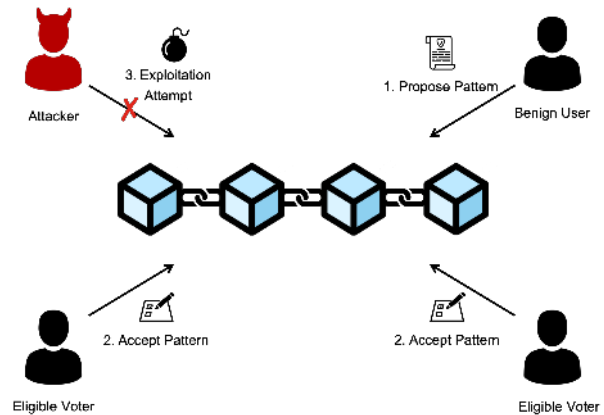 3. Exploitation
Attempt
Attacker
1. Propose Pattern
Benign User
2. Accept Pattern
Eligible Voter
2. Accept Pattern
Eligible Voter